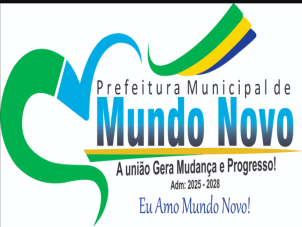 Prefeitura Municipal de
Mundo Novo
A união Gera Mudança e Progresso!
Adm: 2025 - 2028
Eu Amo Mundo Novo!